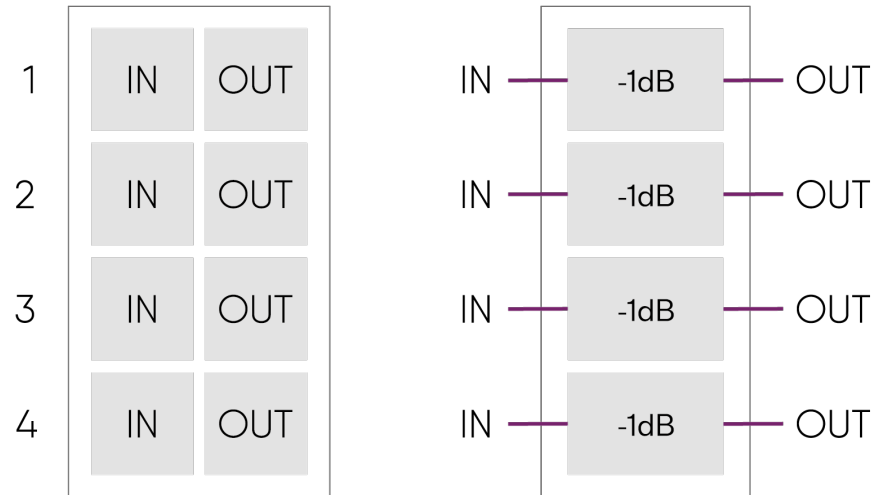 1 IN OUT IN -1dB OUT
2 IN OUT IN -1dB OUT
3 IN OUT IN -1dB OUT
4 IN OUT IN -1dB OUT